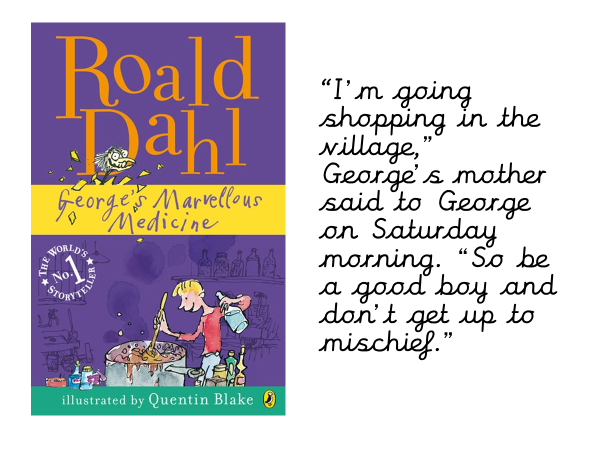 Roald
Dahl
George's Marvellous
Medicine
THE WORLD'S
No. 1
STORYTELLER
illustrated by Quentin Blake
“I’m going
shopping in the
village,”
George’s mother
said to George
on Saturday
morning. “So be
a good boy and
don’t get up to
mischief.”